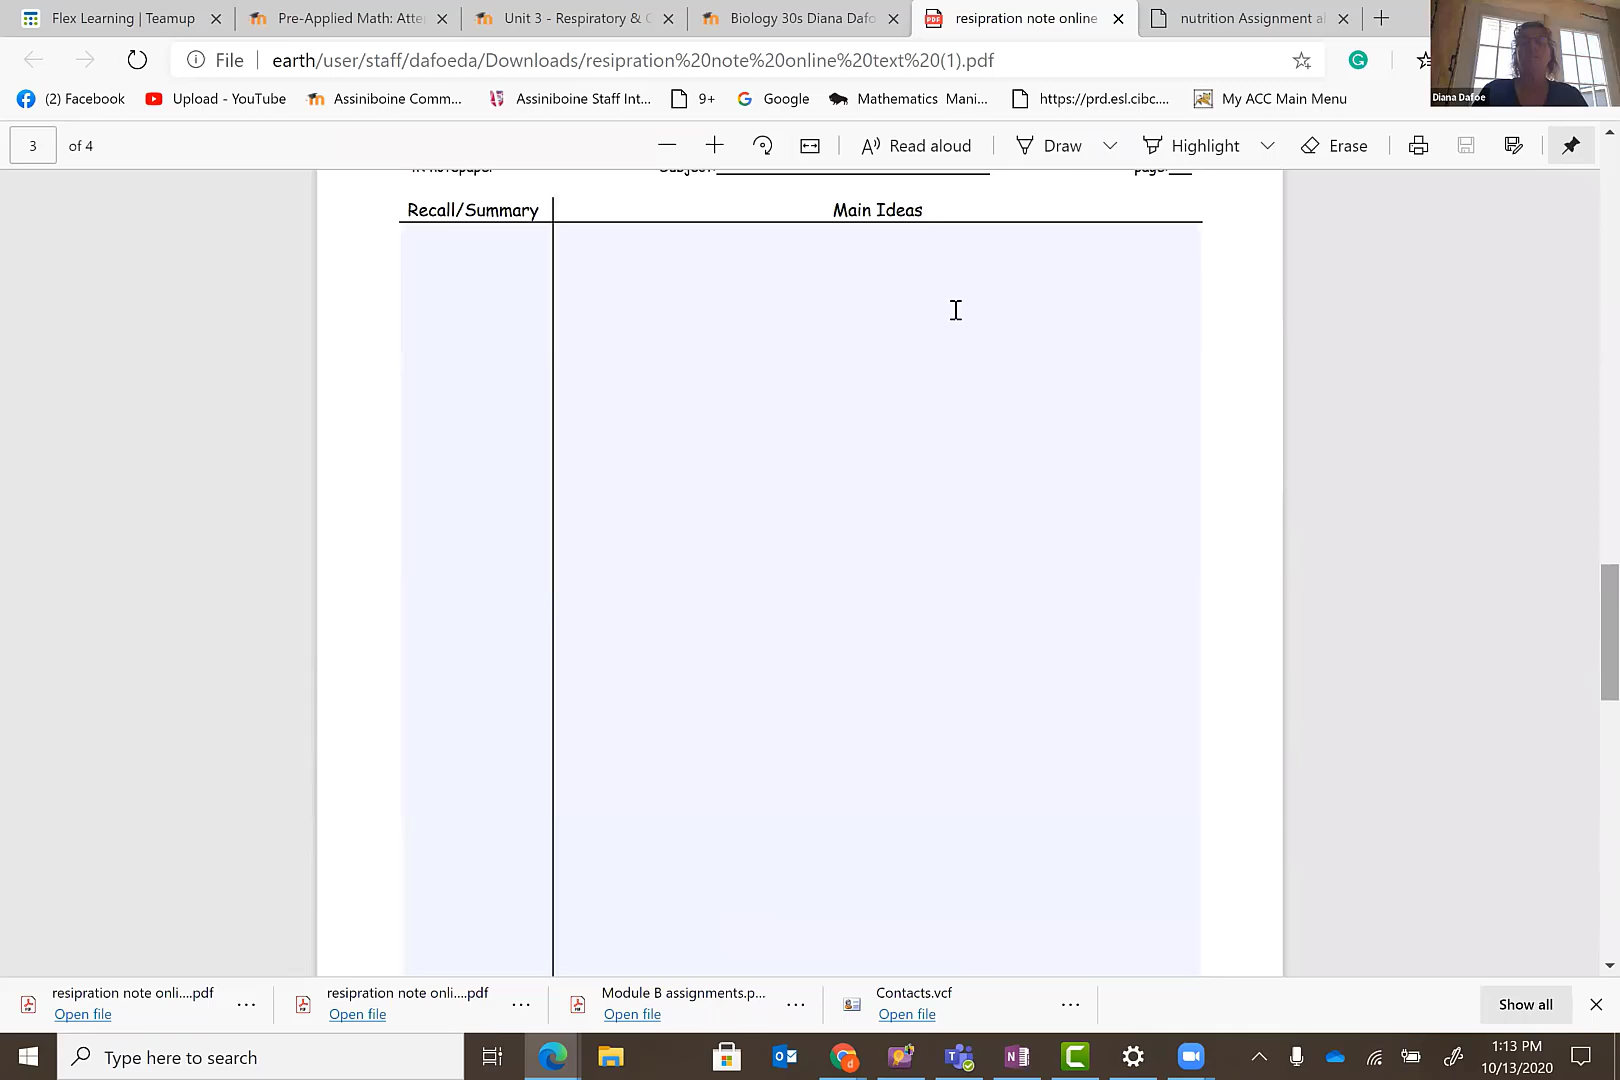 Flex Learning | Teamup
Pre-Applied Math: Atte
Unit 3 - Respiratory & C
Biology 30s Diana Dafo
resipration note online
nutrition Assignment al
File
earth/user/staff/dafoeda/Downloads/resipration%20note%20online%20text%20(1).pdf
Diana Dafoe
(2) Facebook
Upload - YouTube
Assiniboine Comm...
Assiniboine Staff Int...
9+
Google
Mathematics Mani...
https://prd.esl.cibc....
My ACC Main Menu
3 of 4
Read aloud
Draw
Highlight
Erase
Subject:
page:
Recall/Summary
Main Ideas
resipration note onli....pdf
Open file
resipration note onli....pdf
Open file
Module B assignments.p...
Open file
Contacts.vcf
Open file
Show all
Type here to search
1:13 PM
10/13/2020